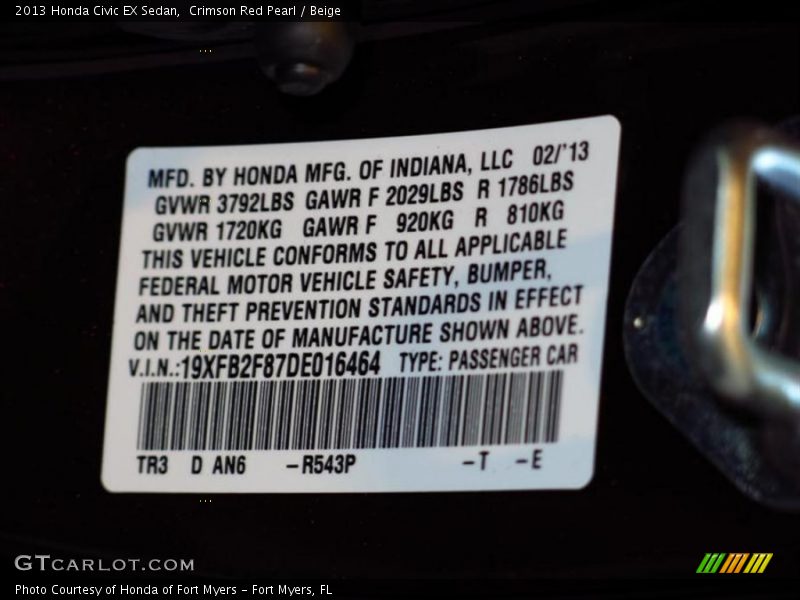 2013 Honda Civic EX Sedan,  Crimson Red Pearl / Beige
MFD. BY HONDA MFG. OF INDIANA, LLC 02/'13
GVWR 3792LBS GAWR F 2029LBS R 1786LBS
GVWR 1720KG GAWR F 920KG R 810KG
THIS VEHICLE CONFORMS TO ALL APPLICABLE
FEDERAL MOTOR VEHICLE SAFETY, BUMPER,
AND THEFT PREVENTION STANDARDS IN EFFECT
ON THE DATE OF MANUFACTURE SHOWN ABOVE.
V.I.N.:19XFB2F87DE016464 TYPE: PASSENGER CAR
TR3 D AN6 -R543P -T -E
GTCARLOT.COM
Photo Courtesy of Honda of Fort Myers - Fort Myers, FL